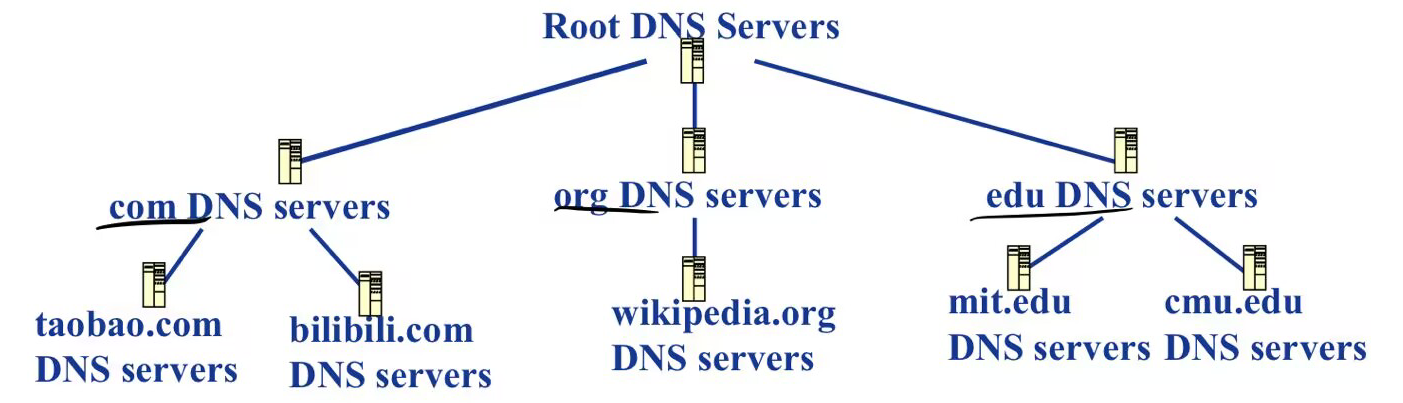 Root DNS Servers
com DNS servers
org DNS servers
edu DNS servers
taobao.com
DNS servers
bilibili.com
DNS servers
wikipedia.org
DNS servers
mit.edu
DNS servers
cmu.edu
DNS servers